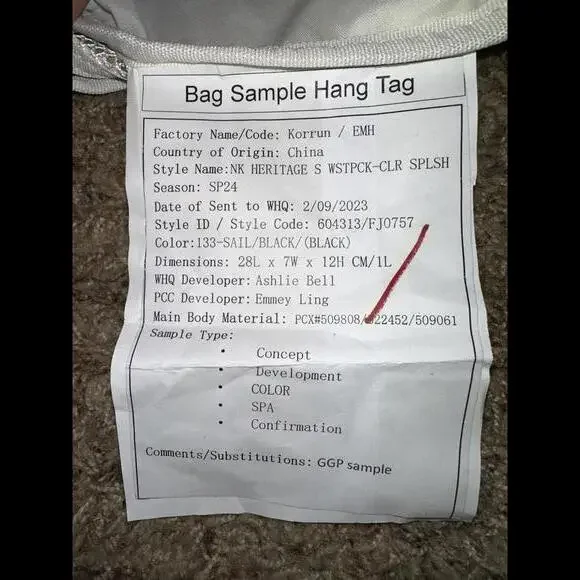 Bag Sample Hang Tag
Factory Name/Code: Korrun / EMH
Country of Origin: China
Style Name:NK HERITAGE S WSTPCK-CLR SPLSH
Season: SP24
Date of Sent to WHQ: 2/09/2023
Style ID / Style Code: 604313/FJ0757
Color:133-SAIL/BLACK/(BLACK)
Dimensions: 28L x 7W x 12H CM/1L
WHQ Developer: Ashlie Bell
PCC Developer: Emmey Ling
Main Body Material: PCX#509808/522452/509061
Sample Type:
• Concept
• Development
• COLOR
• SPA
• Confirmation
Comments/Substitutions: GGP sample